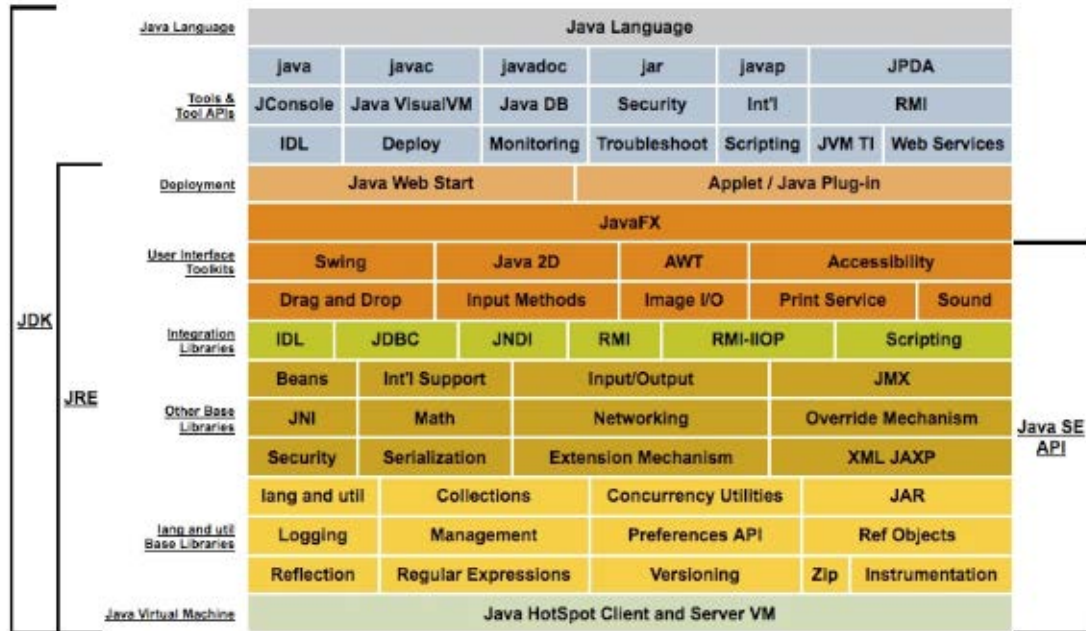 Java Language Java Language
java javac javadoc jar javap JPDA
Tools &
Tool APIs
JConsole Java VisualVM Java DB Security Int'l RMI
IDL Deploy Monitoring Troubleshoot Scripting JVM TI Web Services
Deployment Java Web Start Applet / Java Plug-in
JavaFX
User Interface
Toolkits
Swing Java 2D AWT Accessibility
Drag and Drop Input Methods Image I/O Print Service Sound
JDK
Integration
Libraries
IDL JDBC JNDI RMI RMI-IIOP Scripting
Beans Int'l Support Input/Output JMX
JRE
Other Base
Libraries
JNI Math Networking Override Mechanism
Java SE
API
Security Serialization Extension Mechanism XML JAXP
lang and util Collections Concurrency Utilities JAR
lang and util
Base Libraries
Logging Management Preferences API Ref Objects
Reflection Regular Expressions Versioning Zip Instrumentation
Java Virtual Machine Java HotSpot Client and Server VM